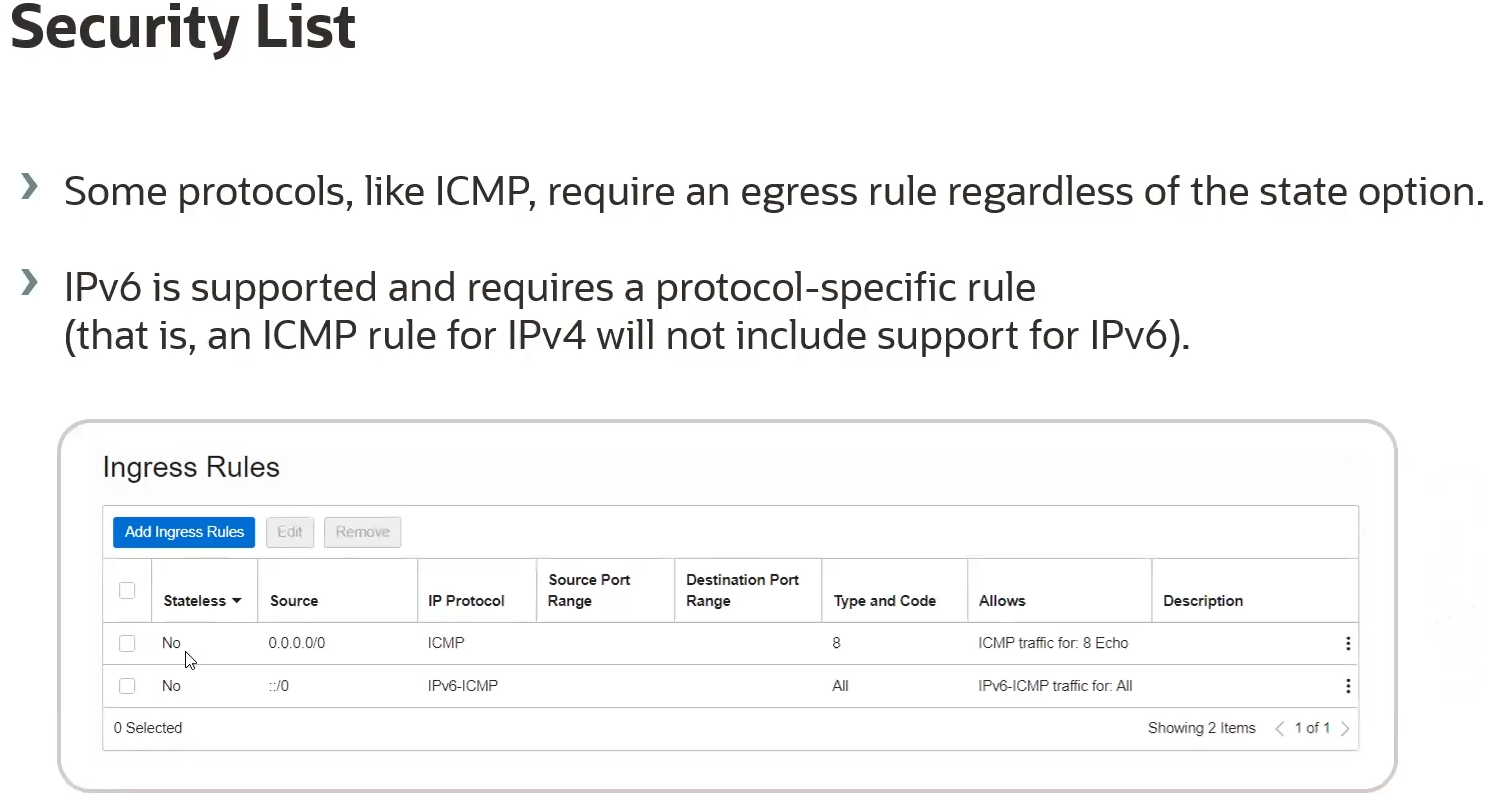 Security List
Some protocols, like ICMP, require an egress rule regardless of the state option.
IPv6 is supported and requires a protocol-specific rule
(that is, an ICMP rule for IPv4 will not include support for IPv6).
Ingress Rules
Add Ingress Rules Edit Remove
Stateless Source IP Protocol Source Port Range Destination Port Range Type and Code Allows Description
No 0.0.0.0/0 ICMP 8 ICMP traffic for: 8 Echo
No ::/0 IPv6-ICMP All IPv6-ICMP traffic for: All
0 Selected Showing 2 Items < 1 of 1 >